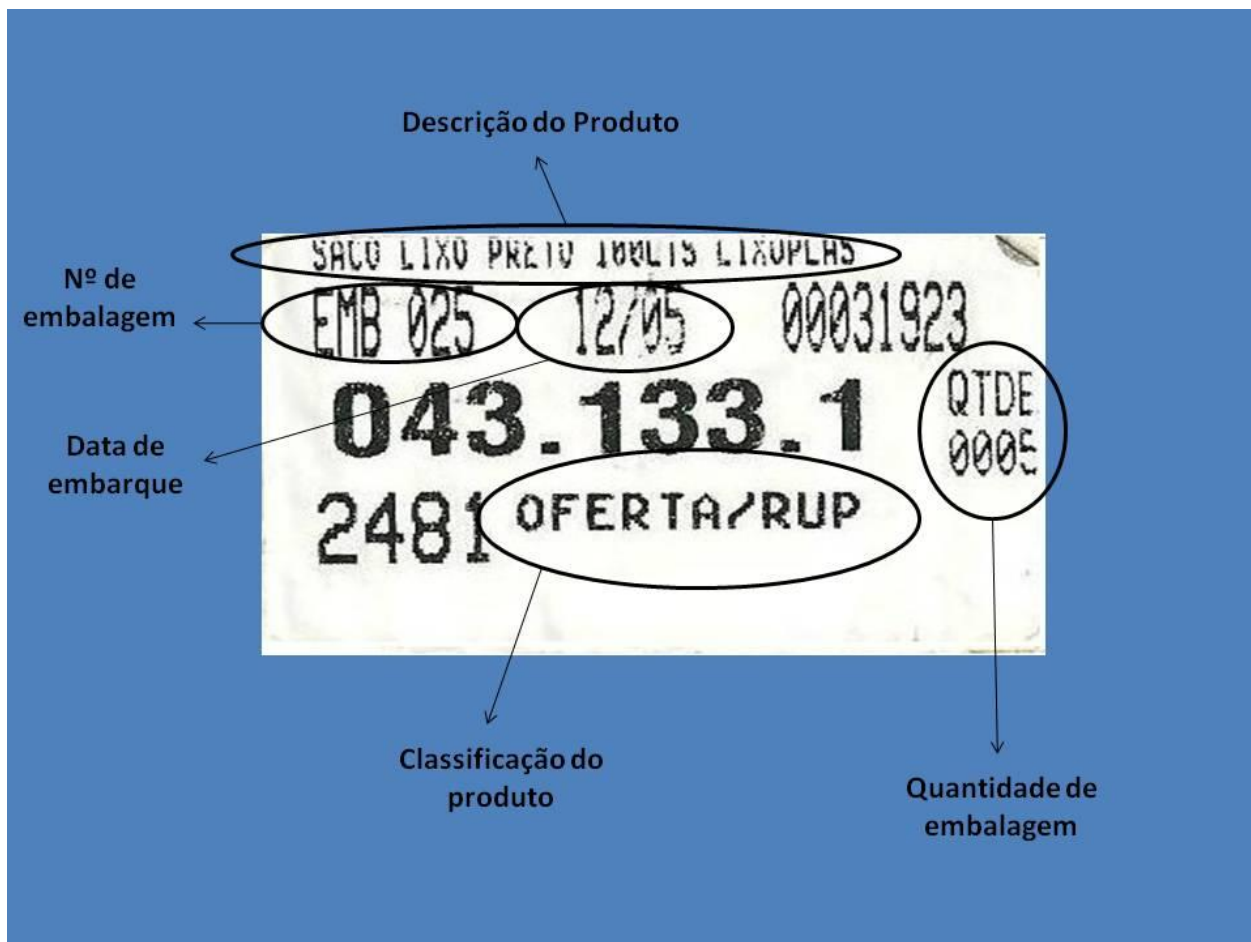 Descrição do Produto
SACO LIXO PRETO 100LTS LIXOPLAS
Nº de
embalagem
EMB 025 12/05 00031923
043.133.1
QTDE
0005
Data de
embarque
2481 OFERTA/RUP
Classificação do
produto
Quantidade de
embalagem